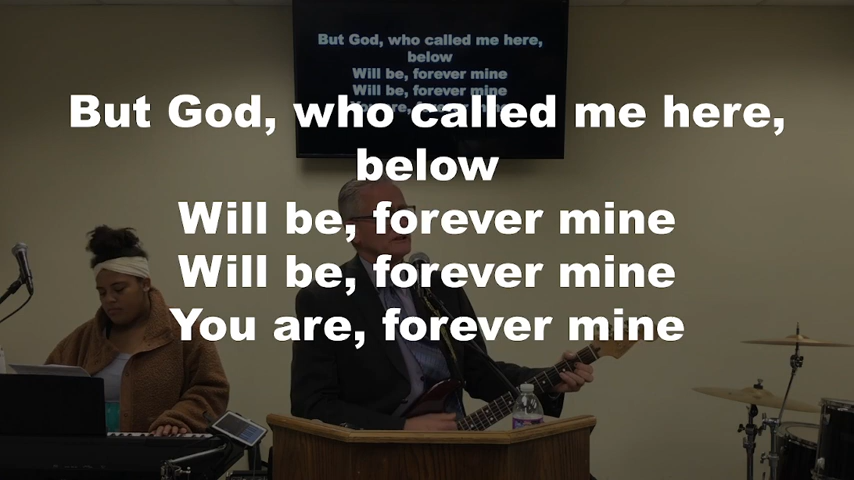 But God, who called me here,
below
Will be, forever mine
Will be, forever mine
But God, who called me here,
below
Will be, forever mine
Will be, forever mine
You are, forever mine